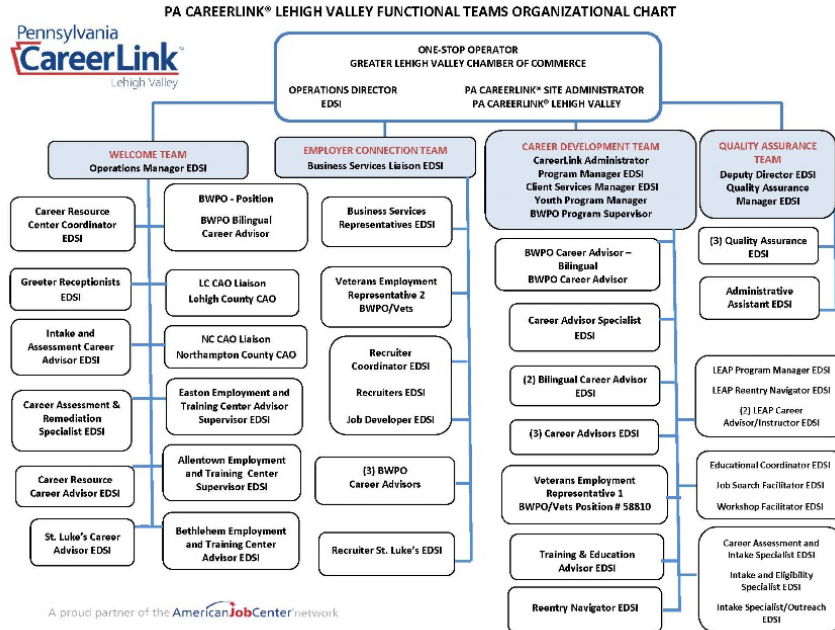 PA CAREERLINK® LEHIGH VALLEY FUNCTIONAL TEAMS ORGANIZATIONAL CHART
Pennsylvania
CareerLink
Lehigh Valley
ONE-STOP OPERATOR
GREATER LEHIGH VALLEY CHAMBER OF COMMERCE
OPERATIONS DIRECTOR
EDSI
PA CAREERLINK® SITE ADMINISTRATOR
PA CAREERLINK® LEHIGH VALLEY
WELCOME TEAM
Operations Manager EDSI
Career Resource
Center Coordinator
EDSI
BWPO - Position
BWPO Bilingual
Career Advisor
Greeter Receptionists
EDSI
LC CAO Liaison
Lehigh County CAO
Intake and
Assessment Career
Advisor EDSI
NC CAO Liaison
Northampton County CAO
Career Assessment &
Remediation
Specialist EDSI
Easton Employment and
Training Center Advisor
Supervisor EDSI
Career Resource
Career Advisor EDSI
Allentown Employment
and Training Center
Supervisor EDSI
St. Luke's Career
Advisor EDSI
Bethlehem Employment
and Training Center
Advisor EDSI
EMPLOYER CONNECTION TEAM
Business Services Liaison EDSI
Business Services
Representatives EDSI
Veterans Employment
Representative 2
BWPO/Vets
Recruiter
Coordinator EDSI
Recruiters EDSI
Job Developer EDSI
(3) BWPO
Career Advisors
Recruiter St. Luke's EDSI
CAREER DEVELOPMENT TEAM
CareerLink Administrator
Program Manager EDSI
Client Services Manager EDSI
Youth Program Manager
BWPO Program Supervisor
BWPO Career Advisor –
Bilingual
BWPO Career Advisor
Career Advisor Specialist
EDSI
(2) Bilingual Career Advisor
EDSI
(3) Career Advisors EDSI
Veterans Employment
Representative 1
BWPO/Vets Position # 58810
Training & Education
Advisor EDSI
Reentry Navigator EDSI
LEAP Program Manager EDSI
LEAP Reentry Navigator EDSI
(2) LEAP Career
Advisor/Instructor EDSI
Educational Coordinator EDSI
Job Search Facilitator EDSI
Workshop Facilitator EDSI
Career Assessment and
Intake Specialist EDSI
Intake and Eligibility
Specialist EDSI
Intake Specialist/Outreach
EDSI
QUALITY ASSURANCE
TEAM
Deputy Director EDSI
Quality Assurance
Manager EDSI
(3) Quality Assurance
EDSI
Administrative
Assistant EDSI
A proud partner of the AmericanJobCenter network